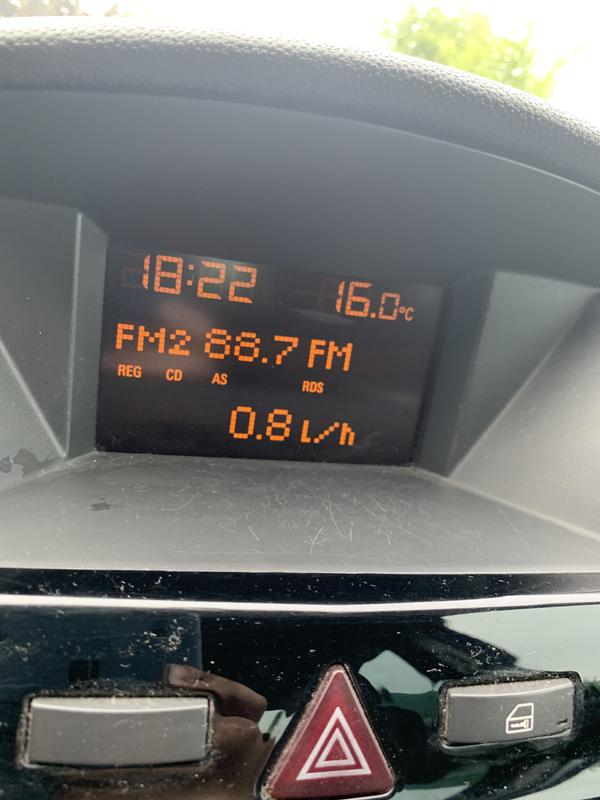 18:22 16.0°C
FM2 88.7 FM
REG CD AS RDS
0.8 l/h